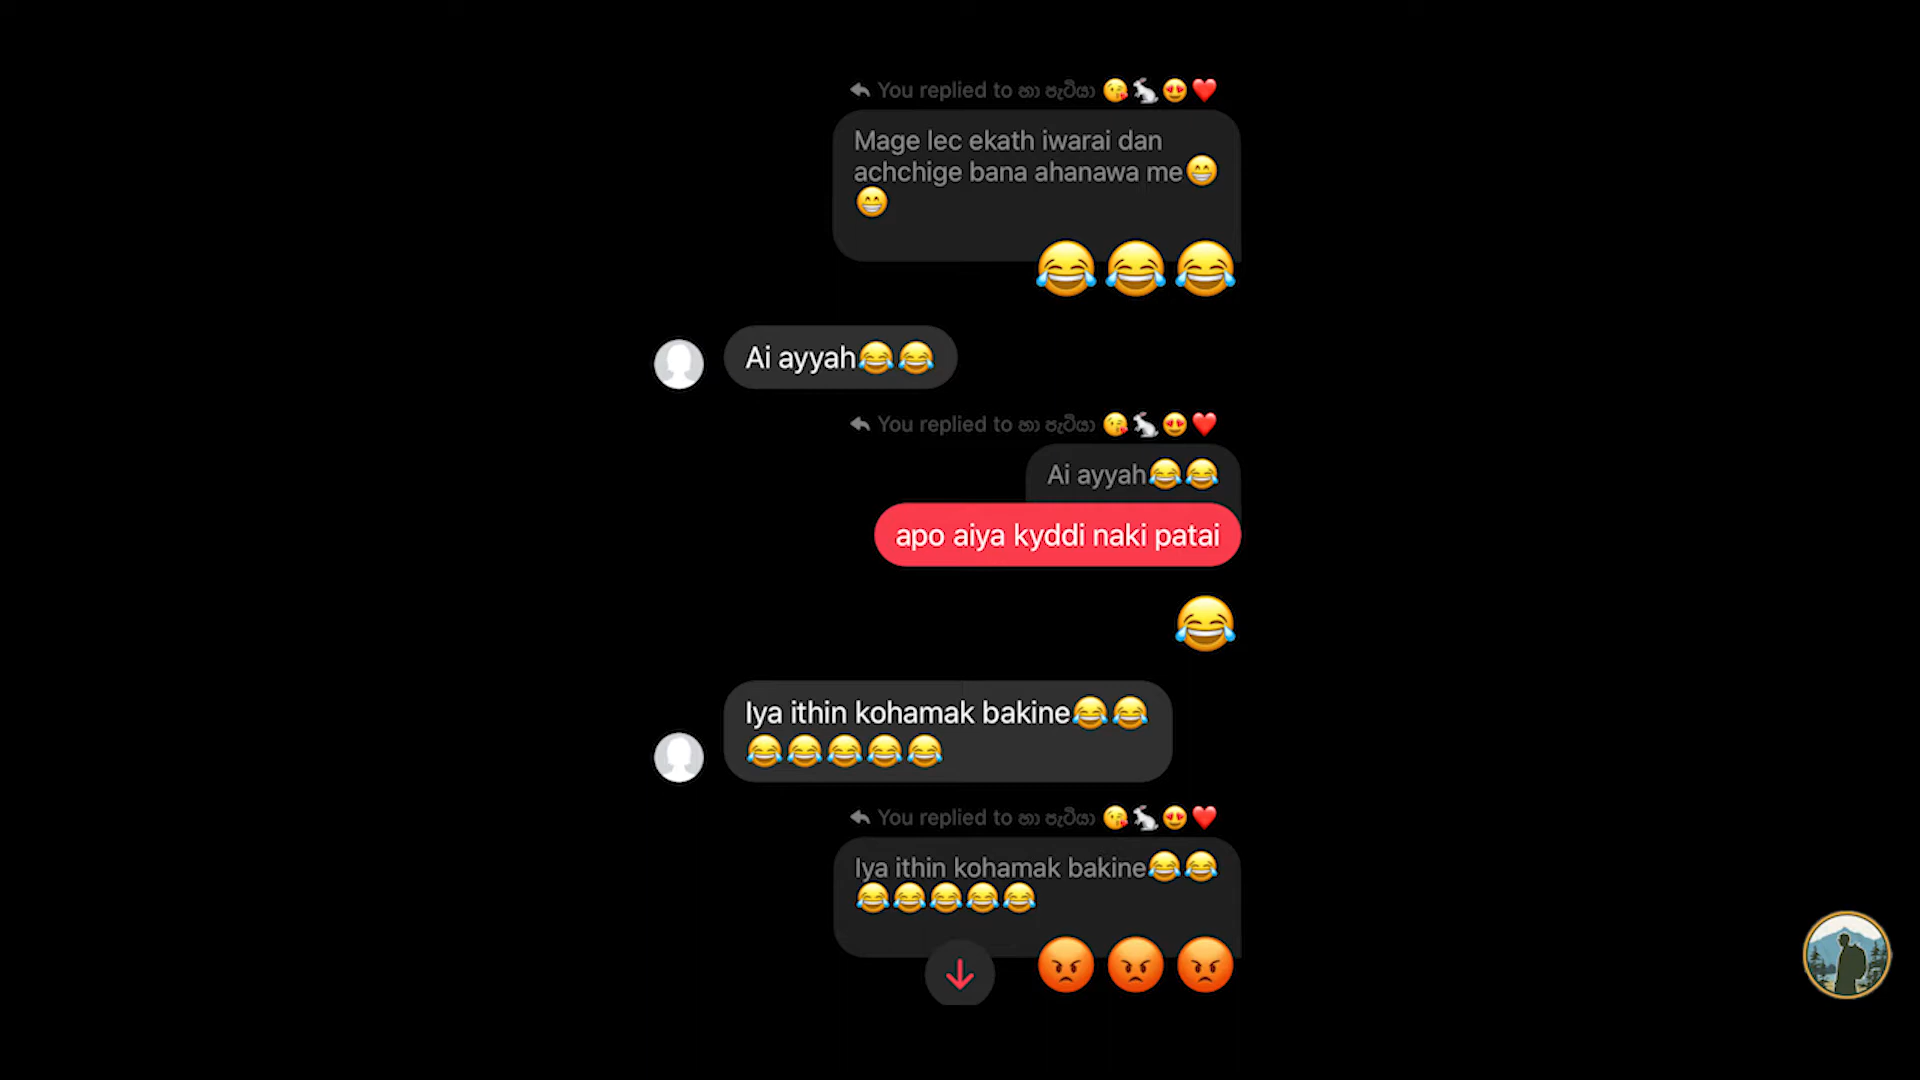 You replied to හා පැටියා 😘🐇😍❤️
Mage lec ekath iwarai dan
achchige bana ahanawa me😁
😁
😂😂😂
Ai ayyah😂😂
You replied to හා පැටියා 😘🐇😍❤️
Ai ayyah😂😂
apo aiya kyddi naki patai
😂
Iya ithin kohamak bakine😂😂
😂😂😂😂😂
You replied to හා පැටියා 😘🐇😍❤️
Iya ithin kohamak bakine😂😂
😂😂😂😂😂
😡😡😡